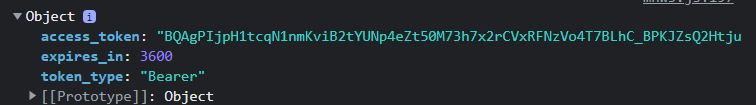 Object i
access_token: "BQAgPIjpH1tcqN1nmKviB2tYUNp4eZt50M73h7x2rCVxRFNzVo4T7BLhC_BPKJZsQ2Htju
expires_in: 3600
token_type: "Bearer"
[[Prototype]]: Object